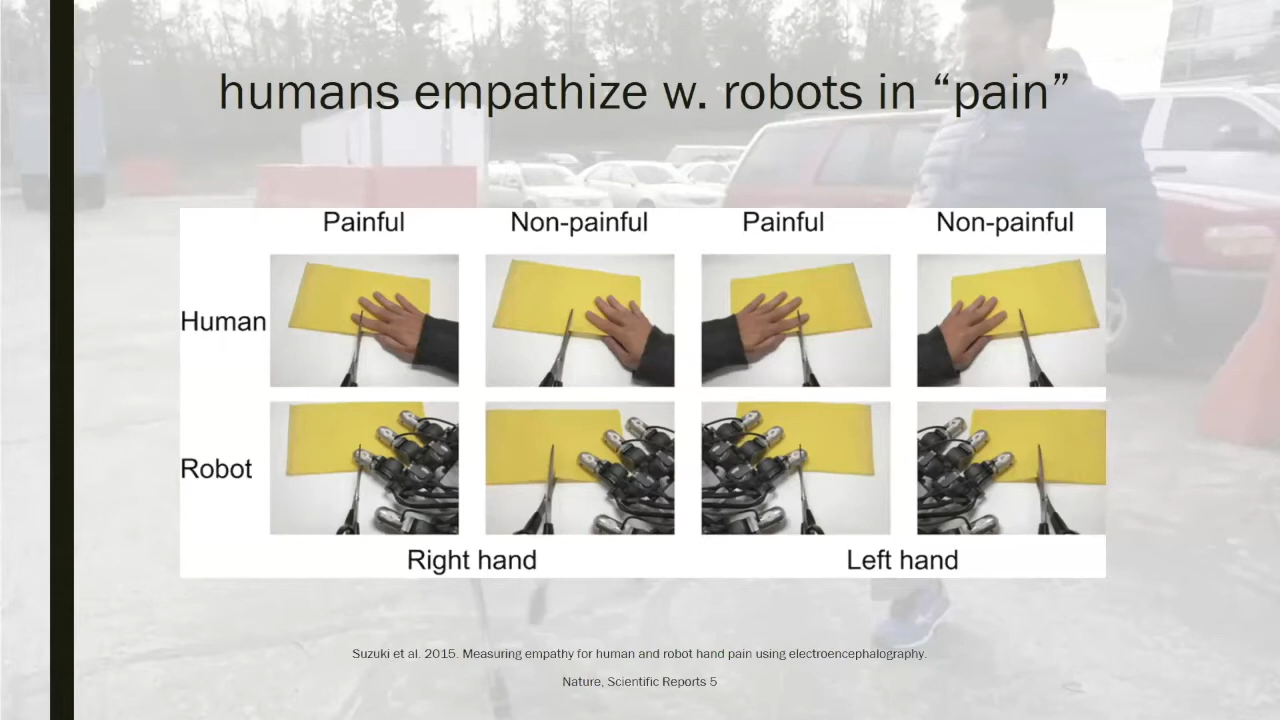 humans empathize w. robots in “pain”
Painful Non-painful Painful Non-painful
Human
Robot
Right hand Left hand
Suzuki et al. 2015. Measuring empathy for human and robot hand pain using electroencephalography.
Nature, Scientific Reports 5